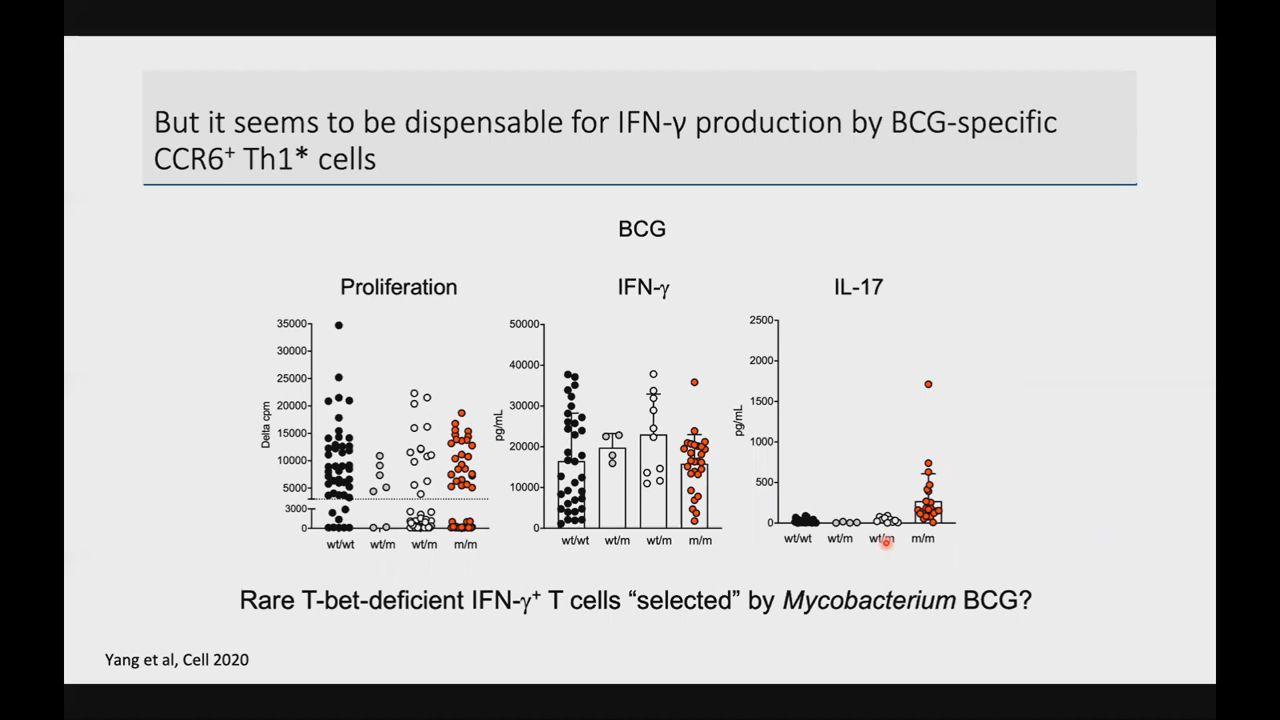 But it seems to be dispensable for IFN-γ production by BCG-specific
CCR6⁺ Th1* cells
BCG
Proliferation
IFN-γ
IL-17
Delta cpm
35000
30000
25000
20000
15000
10000
5000
3000
0
wt/wt
wt/m
wt/m
m/m
pg/mL
50000
40000
30000
20000
10000
0
wt/wt
wt/m
wt/m
m/m
pg/mL
2500
2000
1500
1000
500
0
wt/wt
wt/m
wt/m
m/m
Rare T-bet-deficient IFN-γ⁺ T cells “selected” by Mycobacterium BCG?
Yang et al, Cell 2020